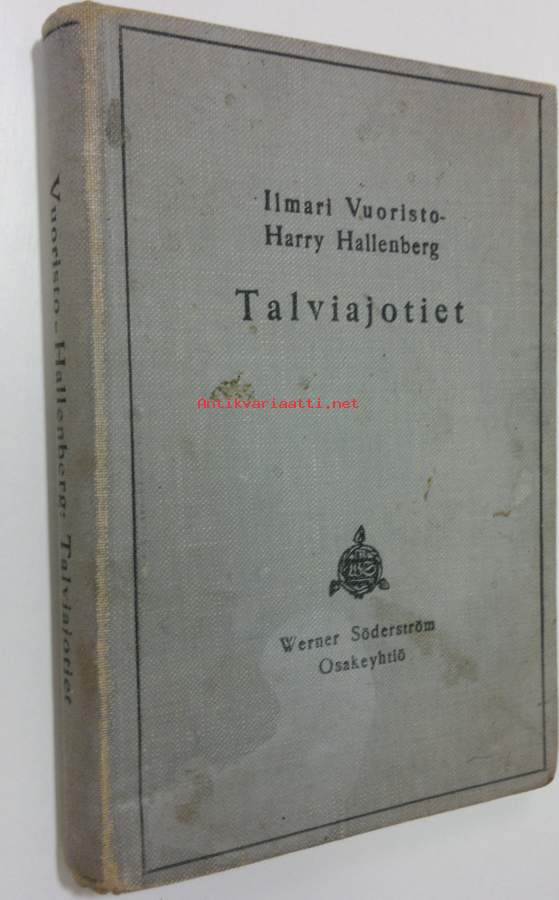 Ilmari Vuoristo-
Harry Hallenberg
Talviajotiet
Antikvariaatti.net
Werner Söderström
Osakeyhtiö
Vuoristo-Hallenberg: Talviajotiet